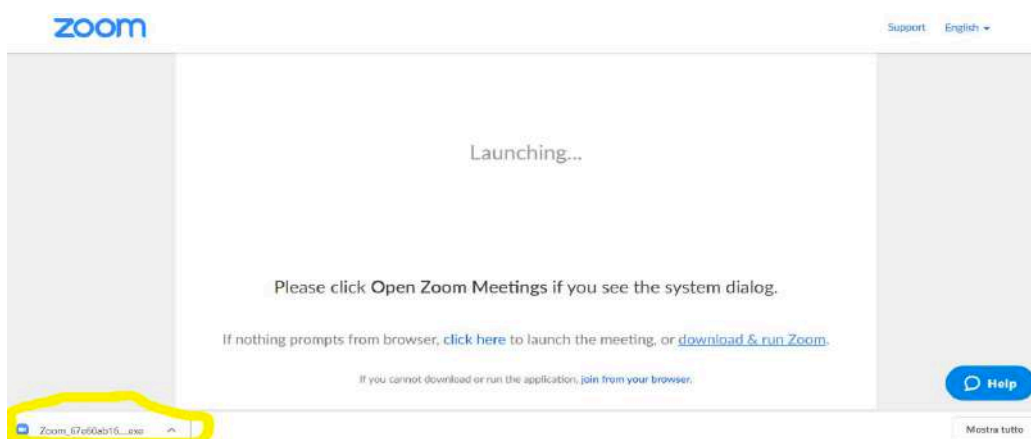 zoom
Support English
Launching...
Please click Open Zoom Meetings if you see the system dialog.
If nothing prompts from browser, click here to launch the meeting, or download & run Zoom.
If you cannot download or run the application, join from your browser.
Help
Mostra tutto